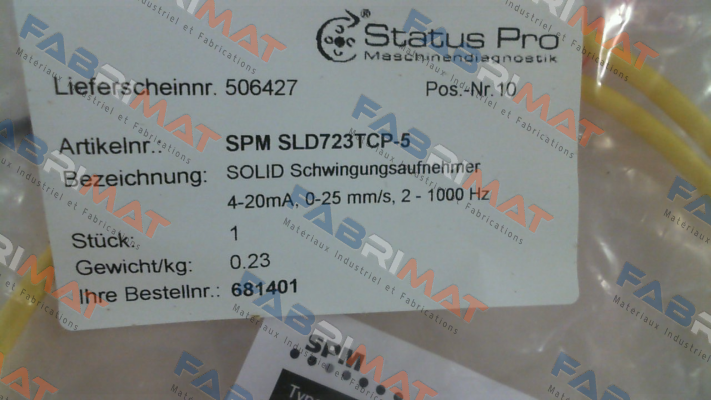 Status Pro®
Maschinendiagnostik
Lieferscheinnr. 506427 Pos.-Nr.10
Artikelnr.: SPM SLD723TCP-5
Bezeichnung: SOLID Schwingungsaufnehmer
4-20mA, 0-25 mm/s, 2 - 1000 Hz
Stück: 1
Gewicht/kg: 0.23
Ihre Bestellnr.: 681401
SPM
FABRIMAT
Materiaux Industriel et Fabrications